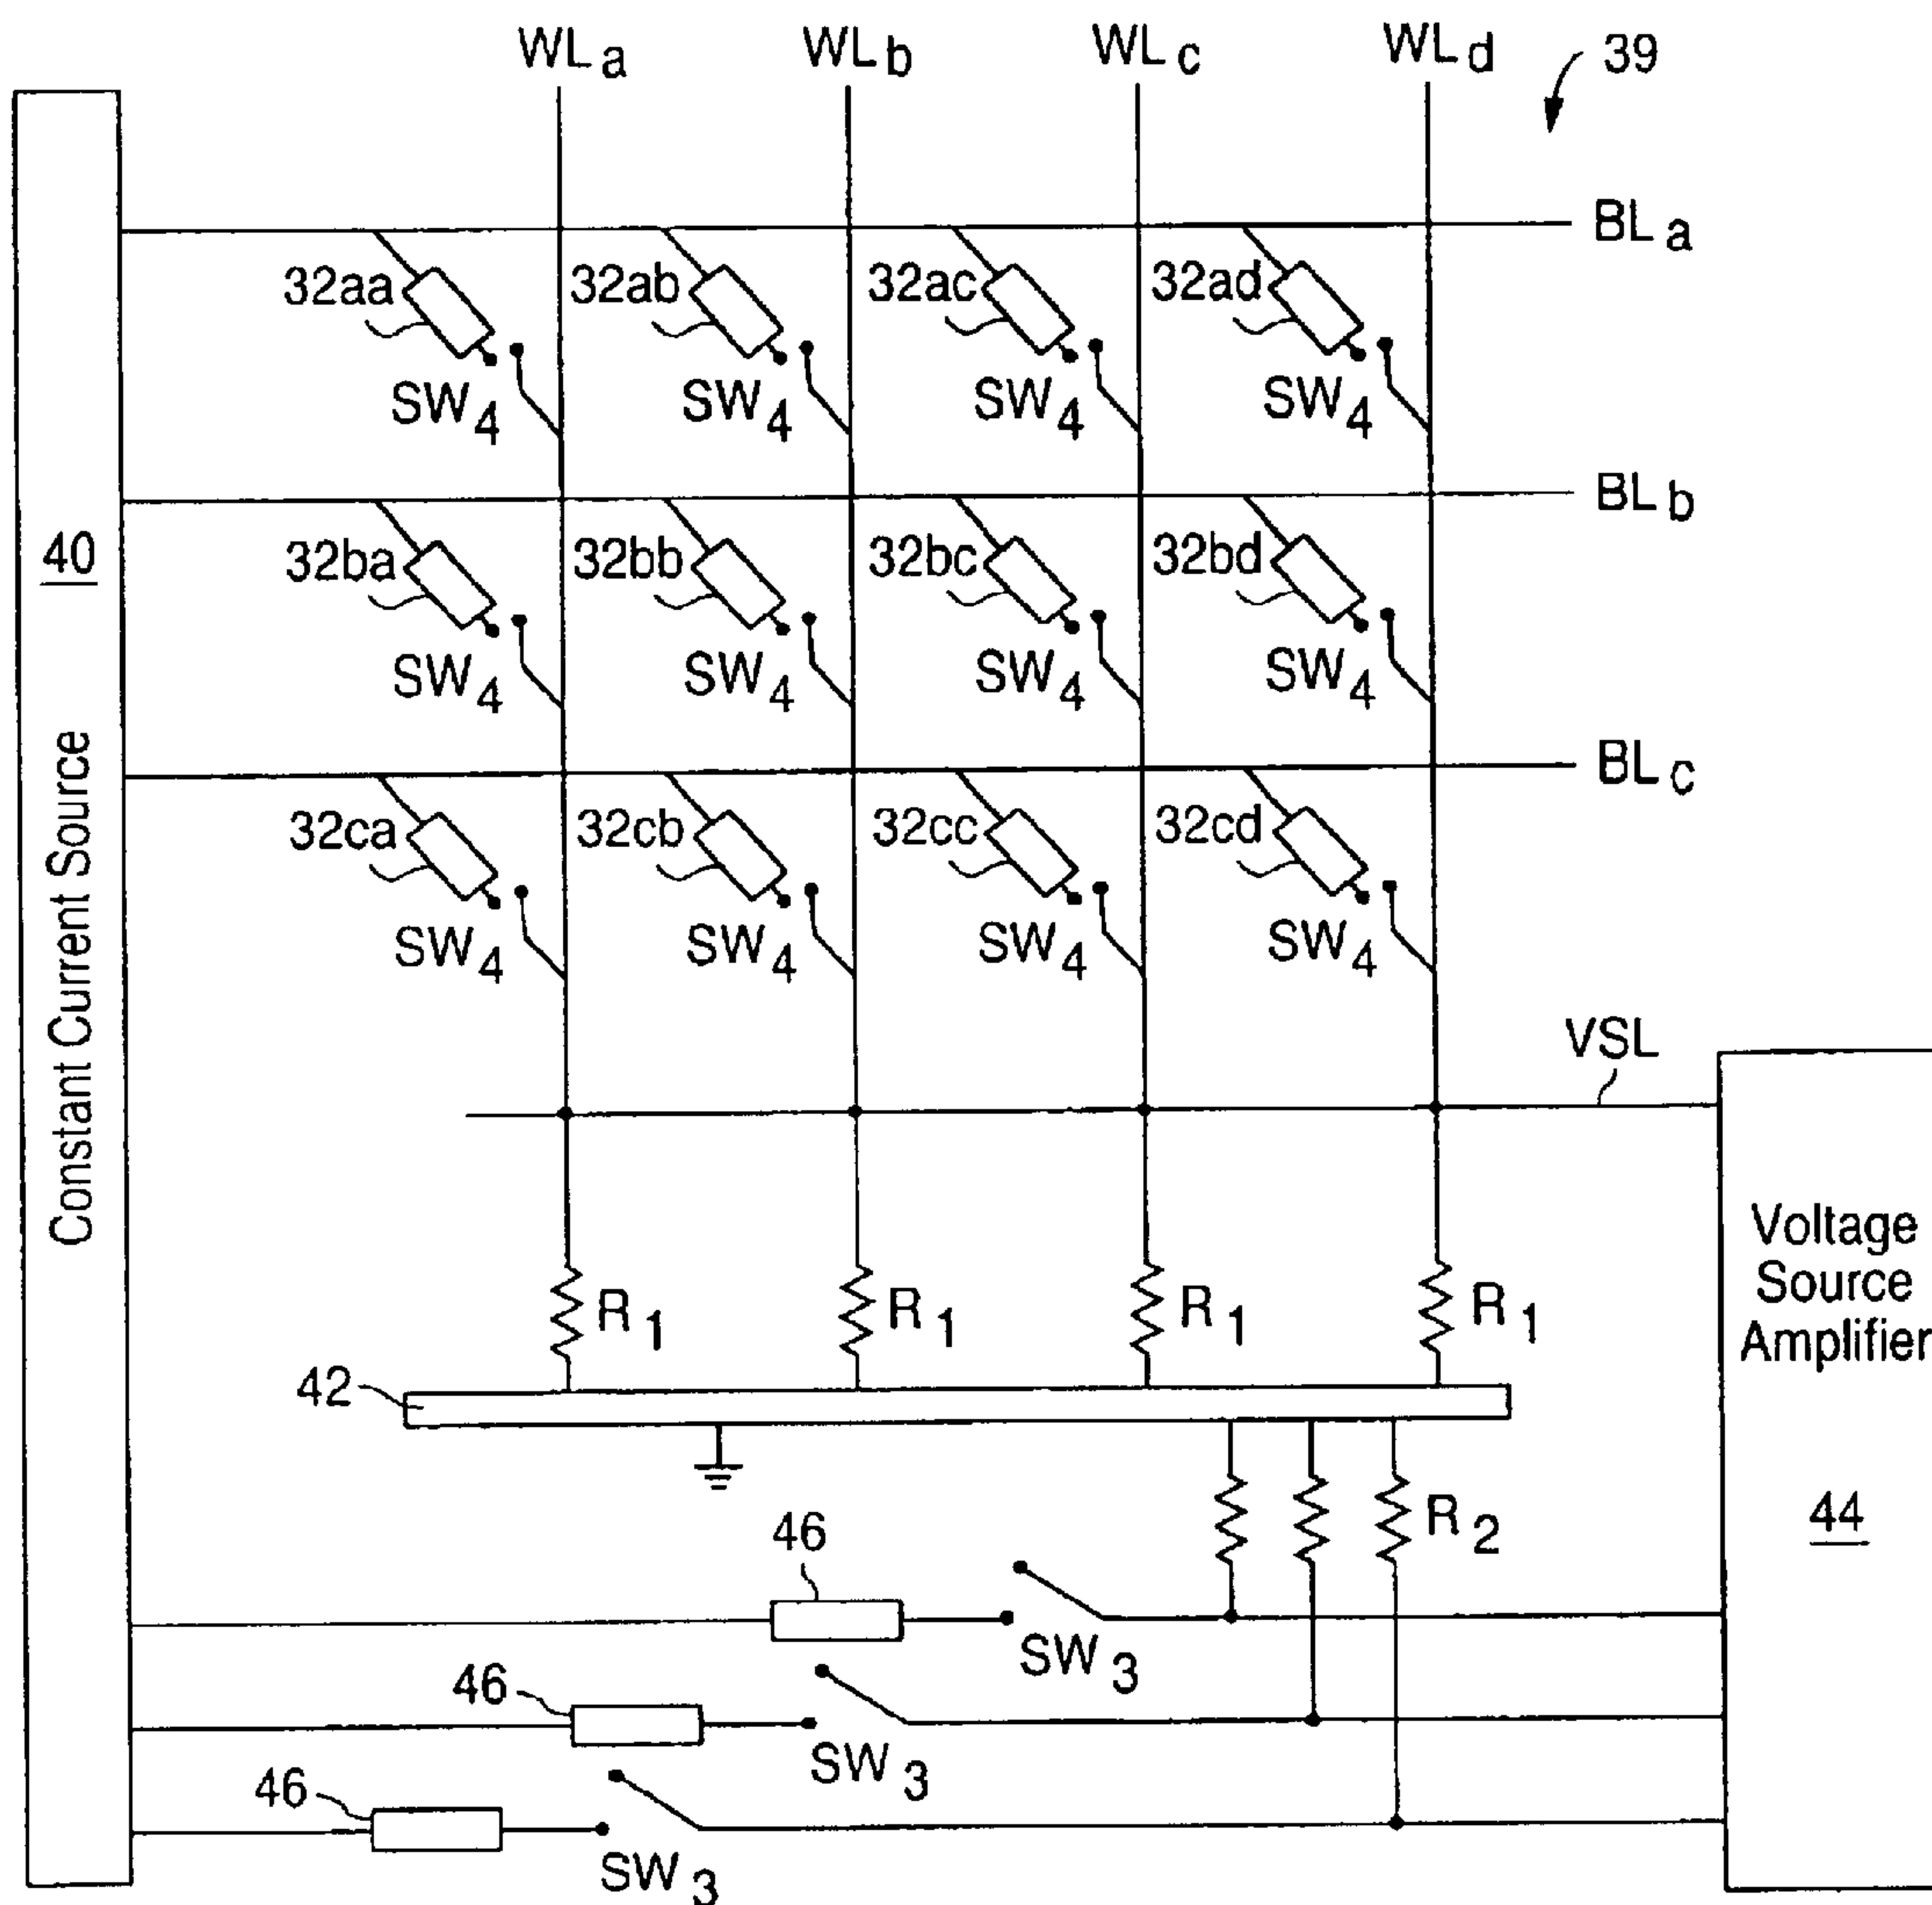 WLa WLb WLc WLd 39
BLa
32aa 32ab 32ac 32ad
SW4 SW4 SW4 SW4
BLb
40
32ba 32bb 32bc 32bd
SW4 SW4 SW4 SW4
BLc
Constant Current Source
32ca 32cb 32cc 32cd
SW4 SW4 SW4 SW4
VSL
Voltage
Source
Amplifier
R1 R1 R1 R1
42
44
R2
46
SW3
46
SW3
46
SW3